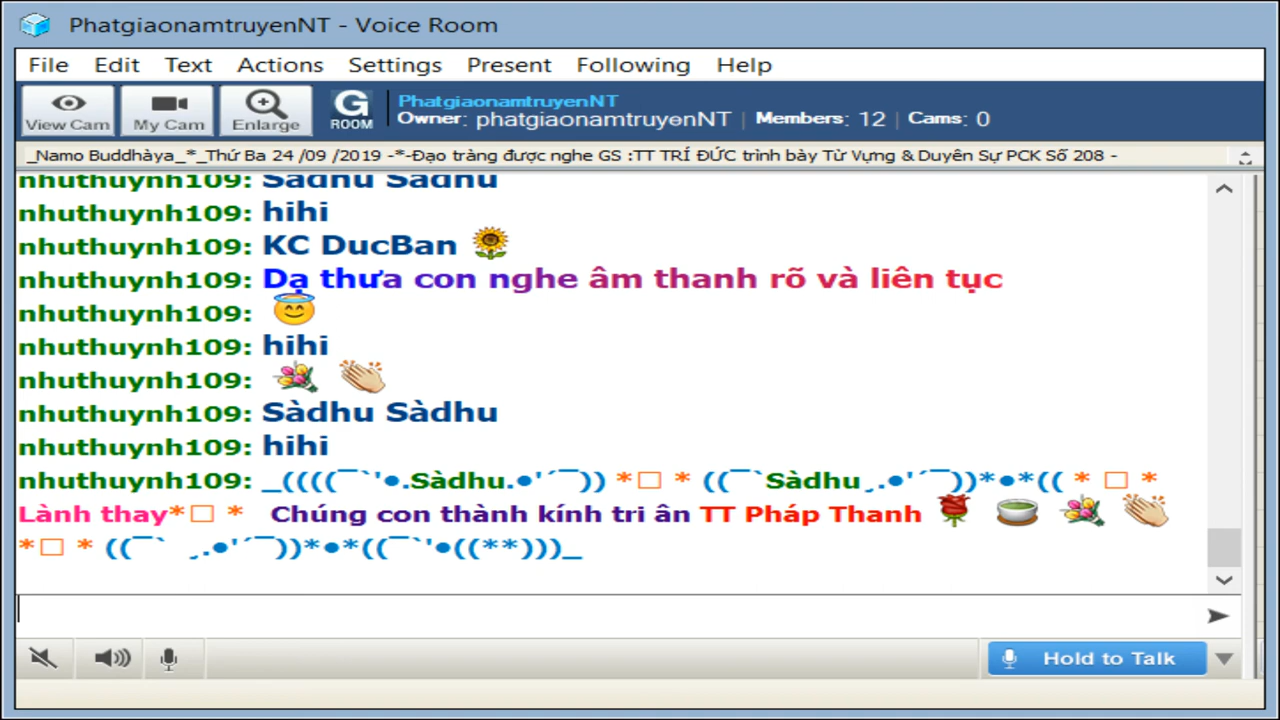 PhatgiaonamtruyenNT - Voice Room
File Edit Text Actions Settings Present Following Help
View Cam My Cam Enlarge G ROOM
PhatgiaonamtruyenNT
Owner: phatgiaonamtruyenNT | Members: 12 | Cams: 0
_Namo Buddhàya_*_Thứ Ba 24 /09 /2019 -*-Đạo tràng được nghe GS :TT TRÍ ĐỨC trình bày Từ Vựng & Duyên Sự PCK Số 208 -
nhuthuynh109: Sàdhu Sàdhu
nhuthuynh109: hihi
nhuthuynh109: KC DucBan 🌻
nhuthuynh109: Dạ thưa con nghe âm thanh rõ và liên tục
nhuthuynh109: 😇
nhuthuynh109: hihi
nhuthuynh109: 💐 👏
nhuthuynh109: Sàdhu Sàdhu
nhuthuynh109: hihi
nhuthuynh109: _((((¯`'●.Sàdhu.●'´¯)) *□ * ((¯`Sàdhu¸.●'´¯))*●*(( * □ *
Lành thay*□ * Chúng con thành kính tri ân TT Pháp Thanh 🌹 🍵 💐 👏
*□ * ((¯` ¸.●'´¯))*●*((¯`'●((**)))_
Hold to Talk